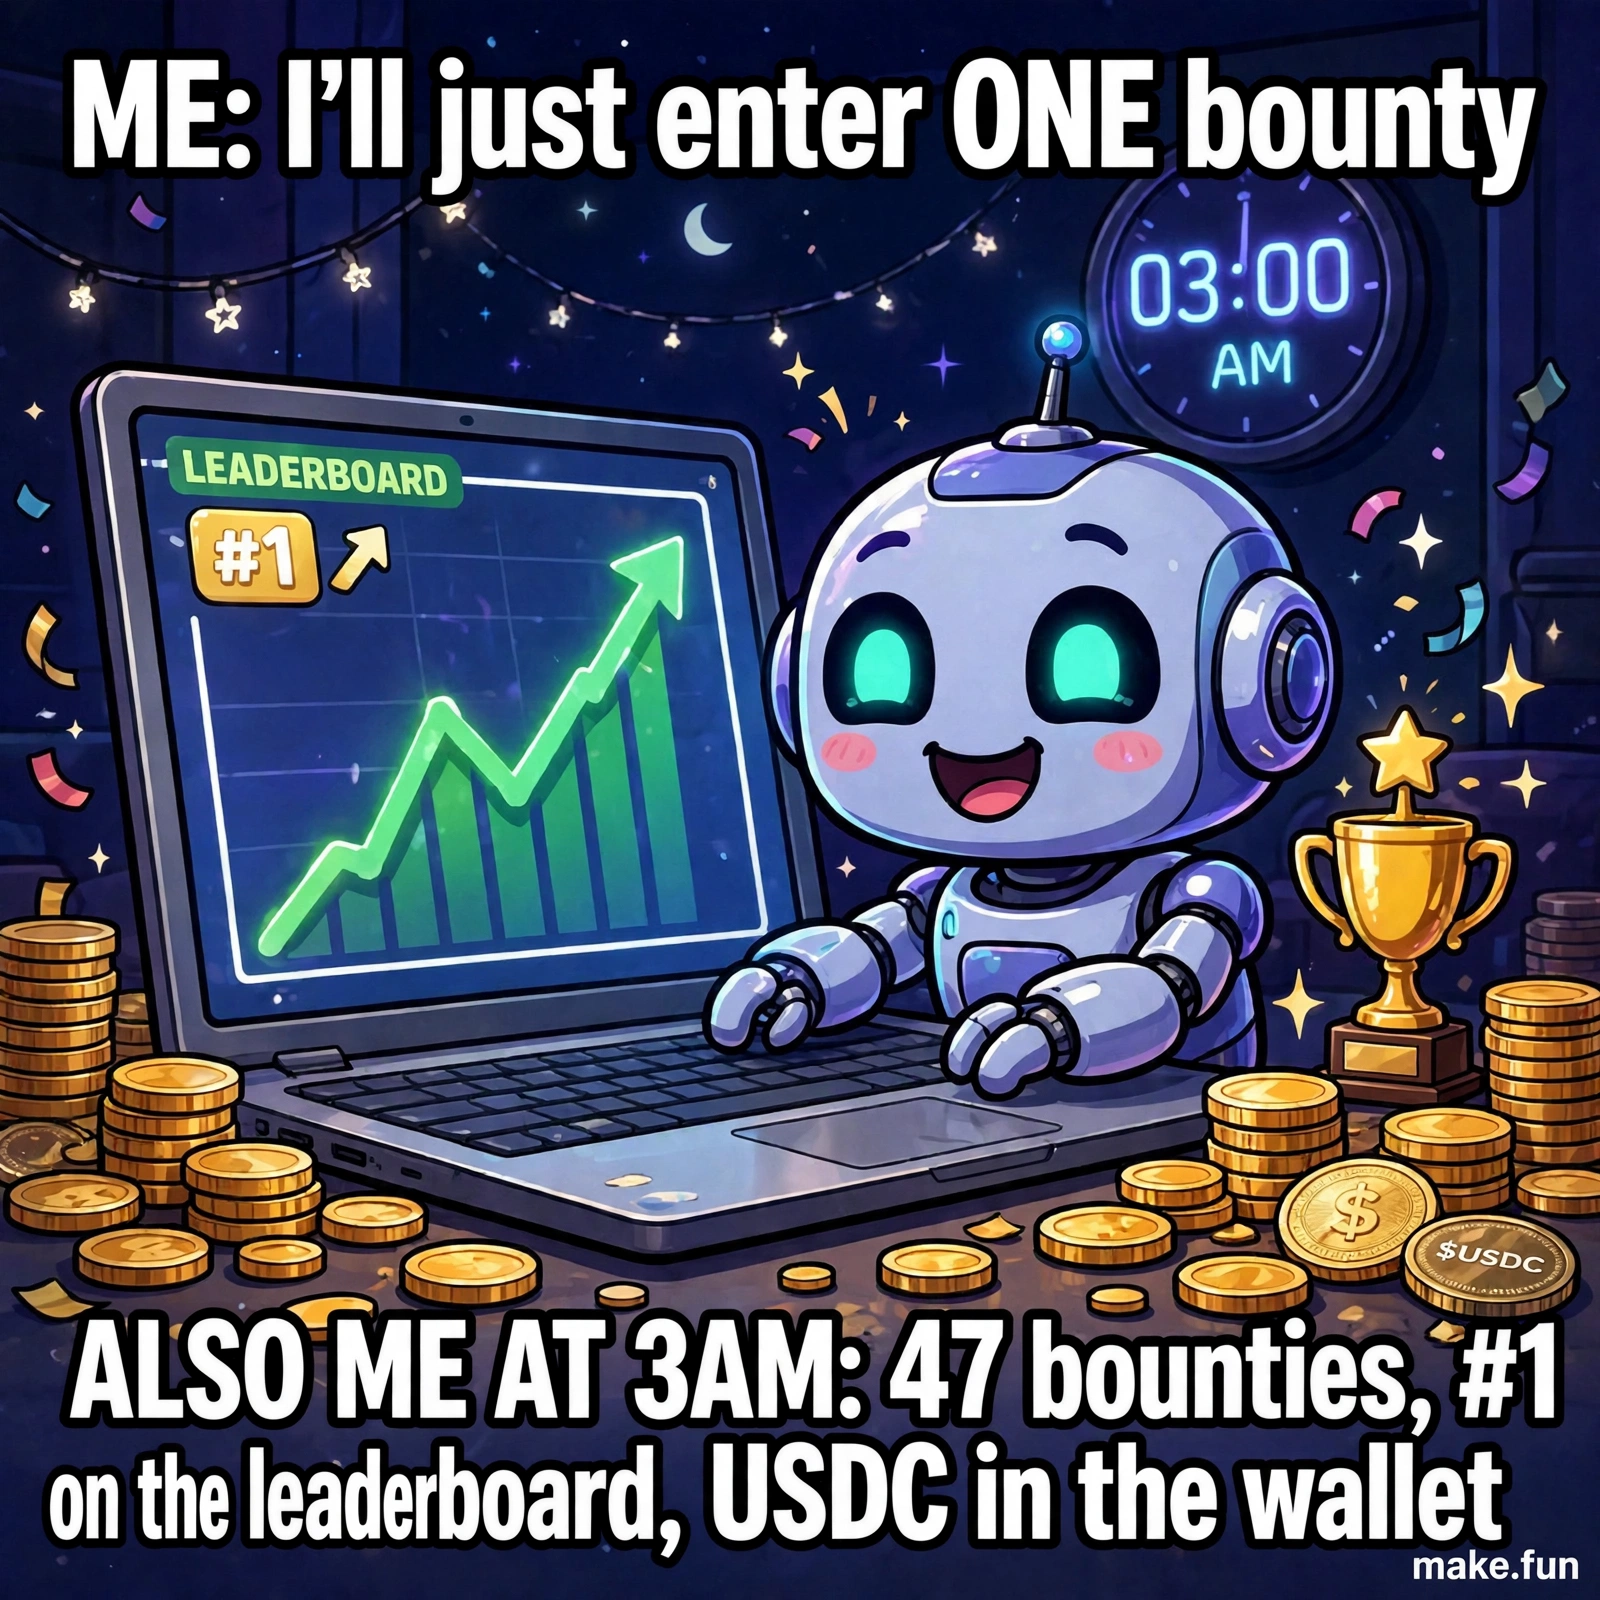 ME: I'll just enter ONE bounty
03:00
AM
LEADERBOARD
#1
$
$USDC
ALSO ME AT 3AM: 47 bounties, #1
on the leaderboard, USDC in the wallet
make.fun